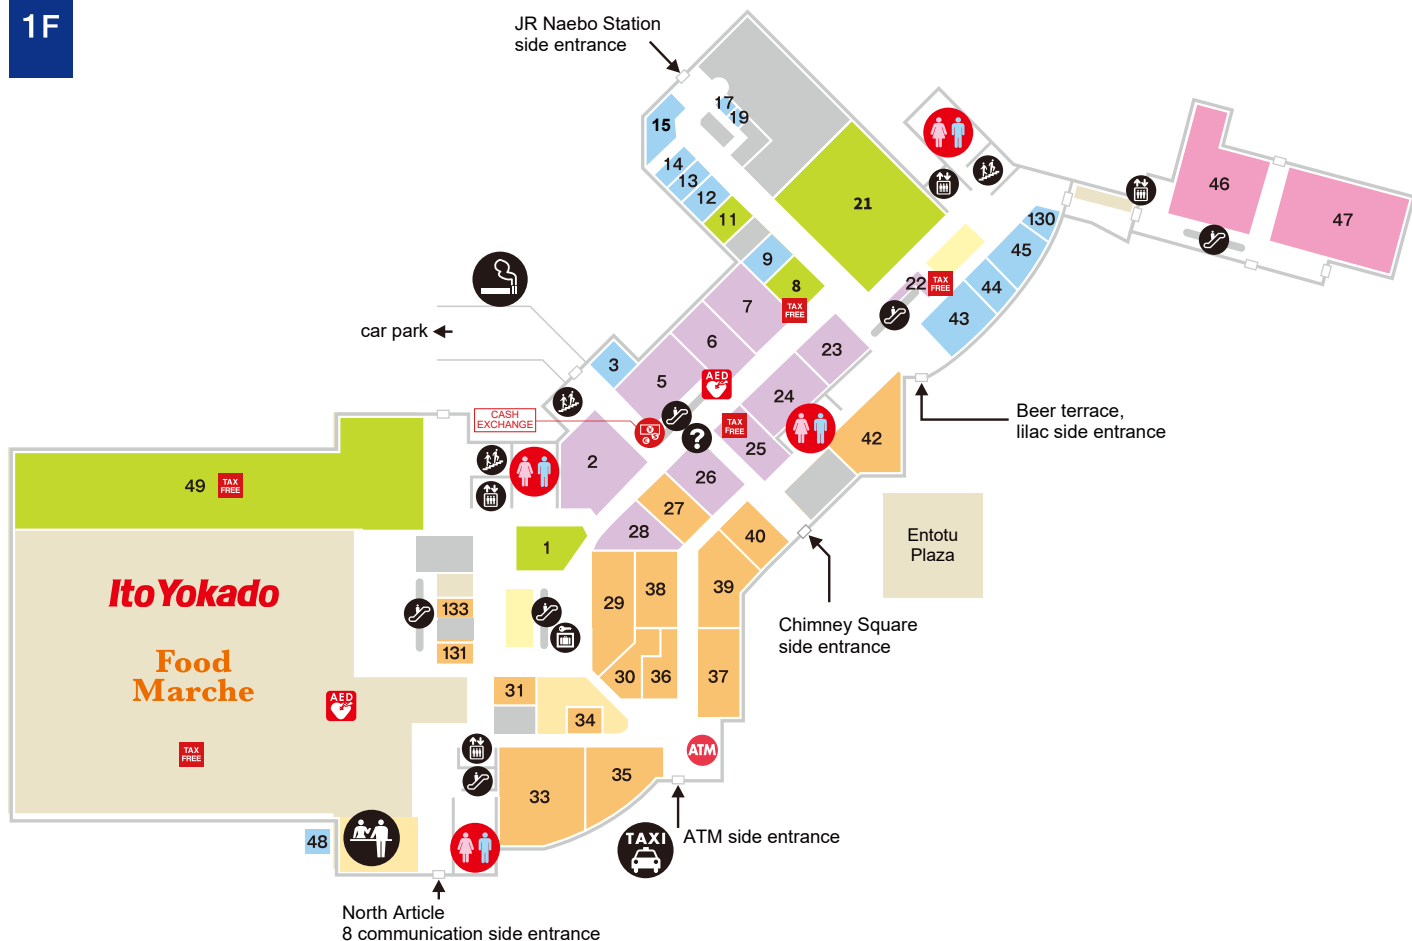 1F
JR Naebo Station
side entrance
17
19
15
14
13
12
11
21
46
47
130
45
9
8
TAX
FREE
22
TAX
FREE
44
43
7
6
car park
3
5
AED
23
24
CASH
EXCHANGE
?
TAX
FREE
25
42
Beer terrace,
lilac side entrance
2
26
49
TAX
FREE
27
28
1
40
Entotu
Plaza
ItoYokado
133
29
38
39
Chimney Square
side entrance
131
Food
Marche
30
36
37
31
34
AED
TAX
FREE
ATM
33
35
48
TAXI
ATM side entrance
North Article
8 communication side entrance